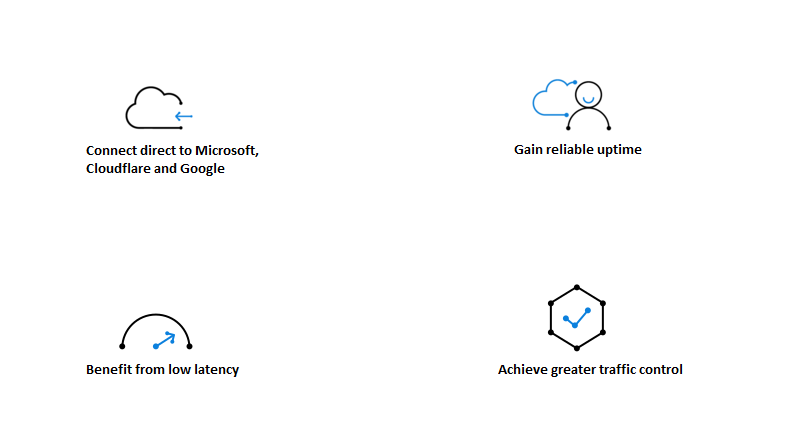 Connect direct to Microsoft,
Cloudflare and Google
Gain reliable uptime
Benefit from low latency
Achieve greater traffic control